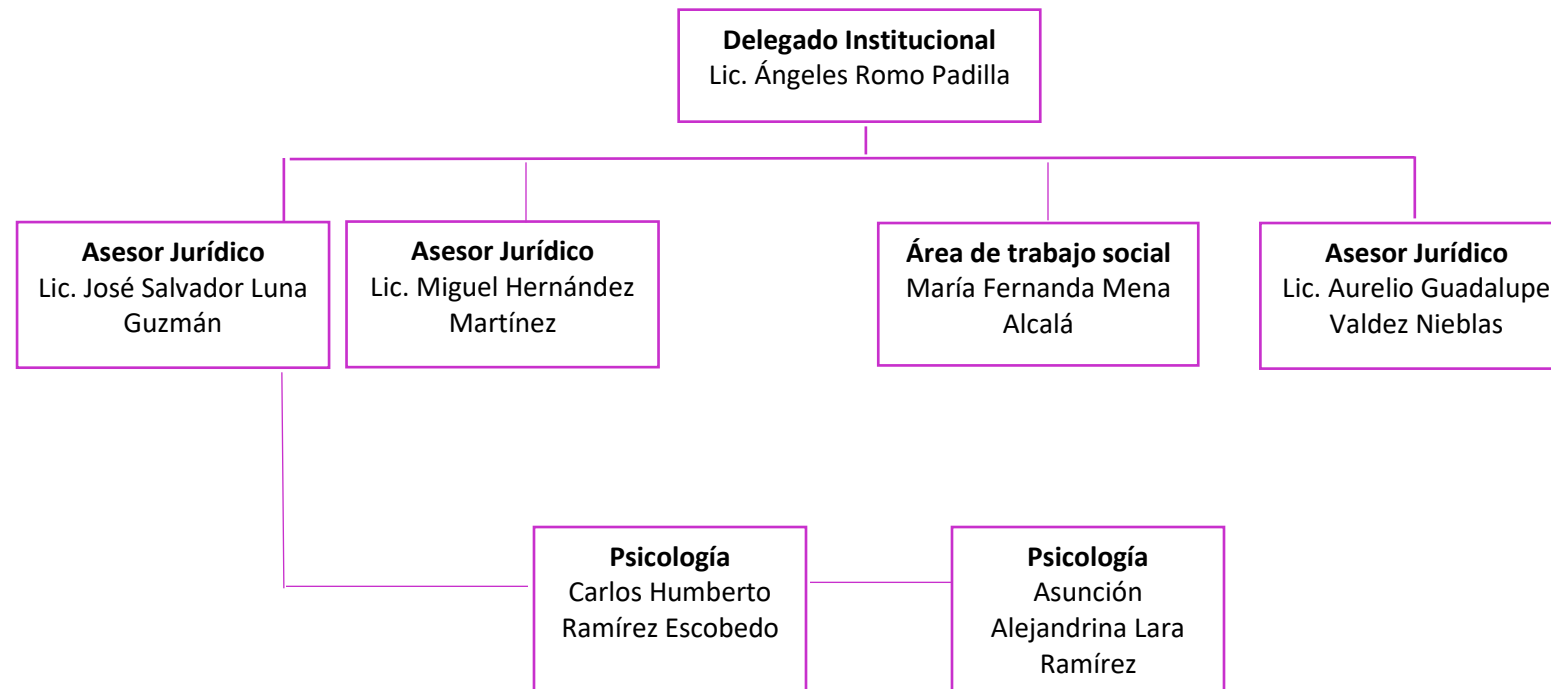 Delegado Institucional
Lic. Ángeles Romo Padilla
Asesor Jurídico
Lic. José Salvador Luna
Guzmán
Asesor Jurídico
Lic. Miguel Hernández
Martínez
Área de trabajo social
María Fernanda Mena
Alcalá
Asesor Jurídico
Lic. Aurelio Guadalupe
Valdez Nieblas
Psicología
Carlos Humberto
Ramírez Escobedo
Psicología
Asunción
Alejandrina Lara
Ramírez